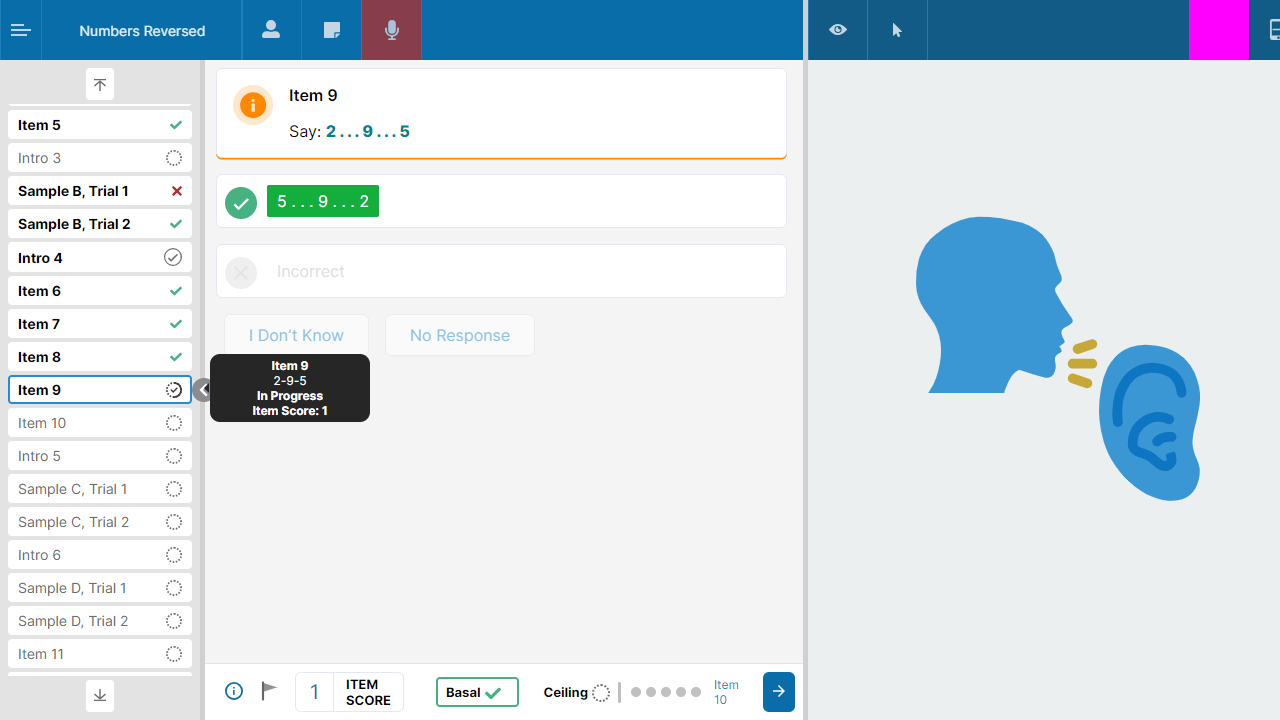 Numbers Reversed
Item 5
Intro 3
Sample B, Trial 1
Sample B, Trial 2
Intro 4
Item 6
Item 7
Item 8
Item 9
Item 10
Intro 5
Sample C, Trial 1
Sample C, Trial 2
Intro 6
Sample D, Trial 1
Sample D, Trial 2
Item 11
Item 9
Say: 2 . . . 9 . . . 5
5 . . . 9 . . . 2
Incorrect
I Don’t Know
No Response
Item 9
2-9-5
In Progress
Item Score: 1
1
ITEM
SCORE
Basal
Ceiling
Item
10